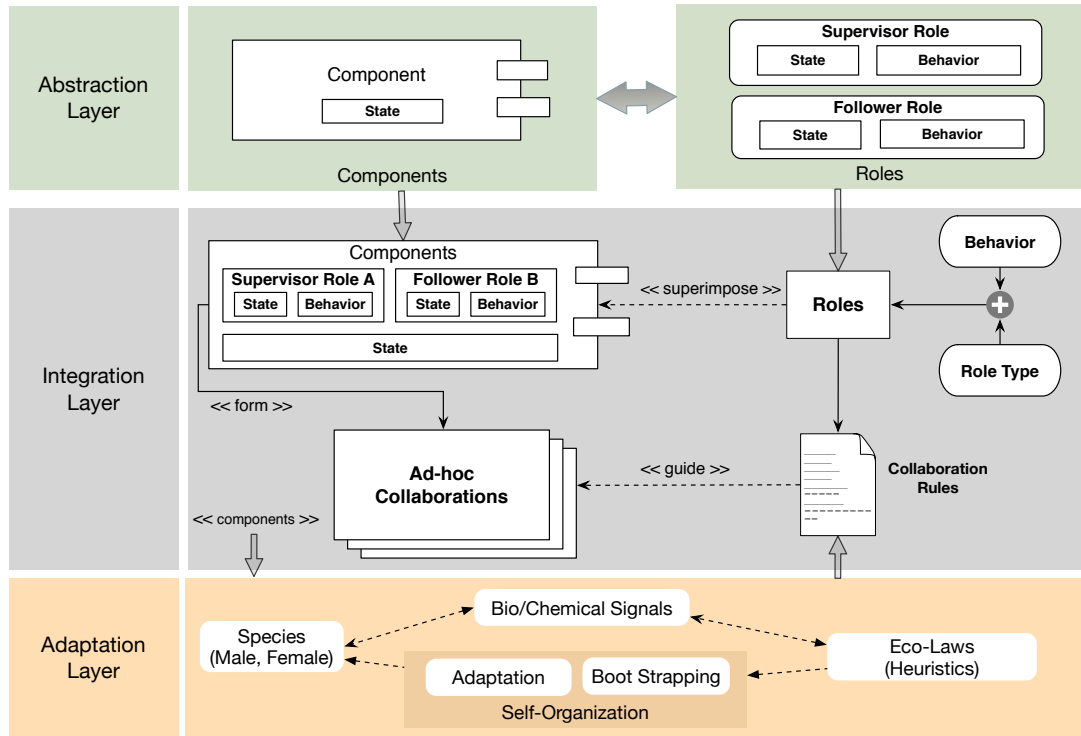 Abstraction
Layer
Component
State
Components
Supervisor Role
State
Behavior
Follower Role
State
Behavior
Roles
Integration
Layer
Components
Supervisor Role A
State
Behavior
Follower Role B
State
Behavior
State
<< superimpose >>
Roles
Behavior
Role Type
<< form >>
Ad-hoc
Collaborations
<< guide >>
Collaboration
Rules
<< components >>
Adaptation
Layer
Species
(Male, Female)
Bio/Chemical Signals
Eco-Laws
(Heuristics)
Adaptation
Boot Strapping
Self-Organization